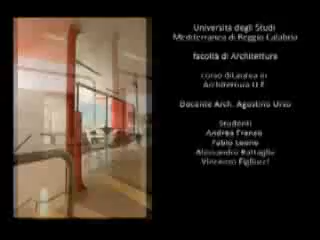 Università degli Studi
Mediterranea di Reggio Calabria
facoltà di Architettura
corso di Laurea in
Architettura U.E.
Docente Arch. Agostino Urso
Studenti
Andrea Franzò
Fabio Leone
Alessandro Battaglia
Vincenzo Figliucci